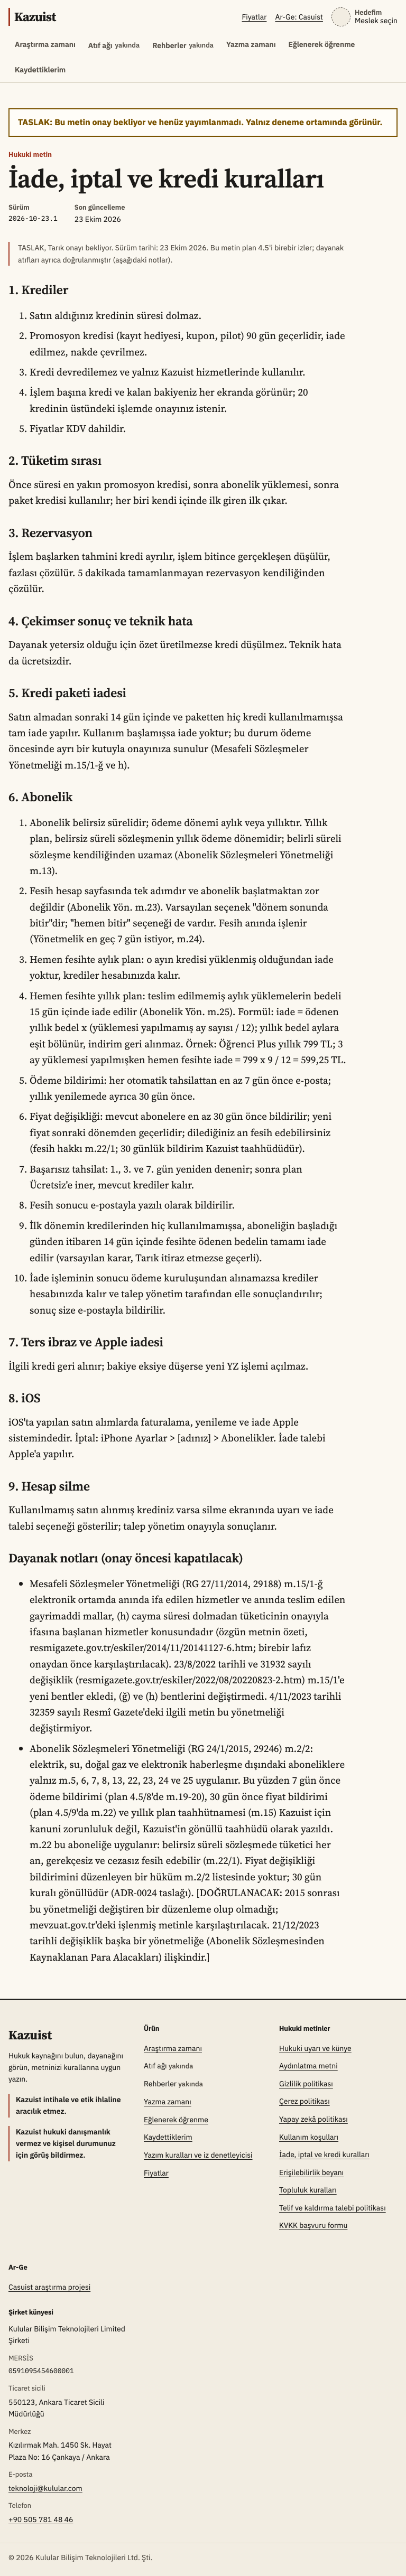 Kazuist
Fiyatlar
Ar-Ge: Casuist
Hedefim
Meslek seçin
Araştırma zamanı
Atıf ağı yakında
Rehberler yakında
Yazma zamanı
Eğlenerek öğrenme
Kaydettiklerim
TASLAK: Bu metin onay bekliyor ve henüz yayımlanmadı. Yalnız deneme ortamında görünür.
Hukuki metin
İade, iptal ve kredi kuralları
Sürüm
2026-10-23.1
Son güncelleme
23 Ekim 2026
TASLAK, Tarık onayı bekliyor. Sürüm tarihi: 23 Ekim 2026. Bu metin plan 4.5'i birebir izler; dayanak
atıfları ayrıca doğrulanmıştır (aşağıdaki notlar).
1. Krediler
1. Satın aldığınız kredinin süresi dolmaz.
2. Promosyon kredisi (kayıt hediyesi, kupon, pilot) 90 gün geçerlidir, iade
edilmez, nakde çevrilmez.
3. Kredi devredilemez ve yalnız Kazuist hizmetlerinde kullanılır.
4. İşlem başına kredi ve kalan bakiyeniz her ekranda görünür; 20
kredinin üstündeki işlemde onayınız istenir.
5. Fiyatlar KDV dahildir.
2. Tüketim sırası
Önce süresi en yakın promosyon kredisi, sonra abonelik yüklemesi, sonra
paket kredisi kullanılır; her biri kendi içinde ilk giren ilk çıkar.
3. Rezervasyon
İşlem başlarken tahmini kredi ayrılır, işlem bitince gerçekleşen düşülür,
fazlası çözülür. 5 dakikada tamamlanmayan rezervasyon kendiliğinden
çözülür.
4. Çekimser sonuç ve teknik hata
Dayanak yetersiz olduğu için özet üretilmezse kredi düşülmez. Teknik hata
da ücretsizdir.
5. Kredi paketi iadesi
Satın almadan sonraki 14 gün içinde ve paketten hiç kredi kullanılmamışsa
tam iade yapılır. Kullanım başlamışsa iade yoktur; bu durum ödeme
öncesinde ayrı bir kutuyla onayınıza sunulur (Mesafeli Sözleşmeler
Yönetmeliği m.15/1-ğ ve h).
6. Abonelik
1. Abonelik belirsiz sürelidir; ödeme dönemi aylık veya yıllıktır. Yıllık
plan, belirsiz süreli sözleşmenin yıllık ödeme dönemidir; belirli süreli
sözleşme kendiliğinden uzamaz (Abonelik Sözleşmeleri Yönetmeliği
m.13).
2. Fesih hesap sayfasında tek adımdır ve abonelik başlatmaktan zor
değildir (Abonelik Yön. m.23). Varsayılan seçenek "dönem sonunda
bitir"dir; "hemen bitir" seçeneği de vardır. Fesih anında işlenir
(Yönetmelik en geç 7 gün istiyor, m.24).
3. Hemen fesihte aylık plan: o ayın kredisi yüklenmiş olduğundan iade
yoktur, krediler hesabınızda kalır.
4. Hemen fesihte yıllık plan: teslim edilmemiş aylık yüklemelerin bedeli
15 gün içinde iade edilir (Abonelik Yön. m.25). Formül: iade = ödenen
yıllık bedel x (yüklemesi yapılmamış ay sayısı / 12); yıllık bedel aylara
eşit bölünür, indirim geri alınmaz. Örnek: Öğrenci Plus yıllık 799 TL; 3
ay yüklemesi yapılmışken hemen fesihte iade = 799 x 9 / 12 = 599,25 TL.
5. Ödeme bildirimi: her otomatik tahsilattan en az 7 gün önce e-posta;
yıllık yenilemede ayrıca 30 gün önce.
6. Fiyat değişikliği: mevcut abonelere en az 30 gün önce bildirilir; yeni
fiyat sonraki dönemden geçerlidir; dilediğiniz an fesih edebilirsiniz
(fesih hakkı m.22/1; 30 günlük bildirim Kazuist taahhüdüdür).
7. Başarısız tahsilat: 1., 3. ve 7. gün yeniden denenir; sonra plan
Ücretsiz'e iner, mevcut krediler kalır.
8. Fesih sonucu e-postayla yazılı olarak bildirilir.
9. İlk dönemin kredilerinden hiç kullanılmamışsa, aboneliğin başladığı
günden itibaren 14 gün içinde fesihte ödenen bedelin tamamı iade
edilir (varsayılan karar, Tarık itiraz etmezse geçerli).
10. İade işleminin sonucu ödeme kuruluşundan alınamazsa krediler
hesabınızda kalır ve talep yönetim tarafından elle sonuçlandırılır;
sonuç size e-postayla bildirilir.
7. Ters ibraz ve Apple iadesi
İlgili kredi geri alınır; bakiye eksiye düşerse yeni YZ işlemi açılmaz.
8. iOS
iOS'ta yapılan satın alımlarda faturalama, yenileme ve iade Apple
sistemindedir. İptal: iPhone Ayarlar > [adınız] > Abonelikler. İade talebi
Apple'a yapılır.
9. Hesap silme
Kullanılmamış satın alınmış krediniz varsa silme ekranında uyarı ve iade
talebi seçeneği gösterilir; talep yönetim onayıyla sonuçlanır.
Dayanak notları (onay öncesi kapatılacak)
• Mesafeli Sözleşmeler Yönetmeliği (RG 27/11/2014, 29188) m.15/1-ğ
elektronik ortamda anında ifa edilen hizmetler ve anında teslim edilen
gayrimaddi mallar, (h) cayma süresi dolmadan tüketicinin onayıyla
ifasına başlanan hizmetler konusundadır (özgün metnin özeti,
resmigazete.gov.tr/eskiler/2014/11/20141127-6.htm; birebir lafız
onaydan önce karşılaştırılacak). 23/8/2022 tarihli ve 31932 sayılı
değişiklik (resmigazete.gov.tr/eskiler/2022/08/20220823-2.htm) m.15/1'e
yeni bentler ekledi, (ğ) ve (h) bentlerini değiştirmedi. 4/11/2023 tarihli
32359 sayılı Resmî Gazete'deki ilgili metin bu yönetmeliği
değiştirmiyor.
• Abonelik Sözleşmeleri Yönetmeliği (RG 24/1/2015, 29246) m.2/2:
elektrik, su, doğal gaz ve elektronik haberleşme dışındaki aboneliklere
yalnız m.5, 6, 7, 8, 13, 22, 23, 24 ve 25 uygulanır. Bu yüzden 7 gün önce
ödeme bildirimi (plan 4.5/8'de m.19-20), 30 gün önce fiyat bildirimi
(plan 4.5/9'da m.22) ve yıllık plan taahhütnamesi (m.15) Kazuist için
kanuni zorunluluk değil, Kazuist'in gönüllü taahhüdü olarak yazıldı.
m.22 bu aboneliğe uygulanır: belirsiz süreli sözleşmede tüketici her
an, gerekçesiz ve cezasız fesih edebilir (m.22/1). Fiyat değişikliği
bildirimini düzenleyen bir hüküm m.2/2 listesinde yoktur; 30 gün
kuralı gönüllüdür (ADR-0024 taslağı). [DOĞRULANACAK: 2015 sonrası
bu yönetmeliği değiştiren bir düzenleme olup olmadığı;
mevzuat.gov.tr'deki işlenmiş metinle karşılaştırılacak. 21/12/2023
tarihli değişiklik başka bir yönetmeliğe (Abonelik Sözleşmesinden
Kaynaklanan Para Alacakları) ilişkindir.]
Kazuist
Hukuk kaynağını bulun, dayanağını
görün, metninizi kurallarına uygun
yazın.
Kazuist intihale ve etik ihlaline
aracılık etmez.
Kazuist hukuki danışmanlık
vermez ve kişisel durumunuz
için görüş bildirmez.
Ürün
Araştırma zamanı
Atıf ağı yakında
Rehberler yakında
Yazma zamanı
Eğlenerek öğrenme
Kaydettiklerim
Yazım kuralları ve iz denetleyicisi
Fiyatlar
Hukuki metinler
Hukuki uyarı ve künye
Aydınlatma metni
Gizlilik politikası
Çerez politikası
Yapay zekâ politikası
Kullanım koşulları
İade, iptal ve kredi kuralları
Erişilebilirlik beyanı
Topluluk kuralları
Telif ve kaldırma talebi politikası
KVKK başvuru formu
Ar-Ge
Casuist araştırma projesi
Şirket künyesi
Kulular Bilişim Teknolojileri Limited
Şirketi
MERSİS
0591095454600001
Ticaret sicili
550123, Ankara Ticaret Sicili
Müdürlüğü
Merkez
Kızılırmak Mah. 1450 Sk. Hayat
Plaza No: 16 Çankaya / Ankara
E-posta
teknoloji@kulular.com
Telefon
+90 505 781 48 46
© 2026 Kulular Bilişim Teknolojileri Ltd. Şti.